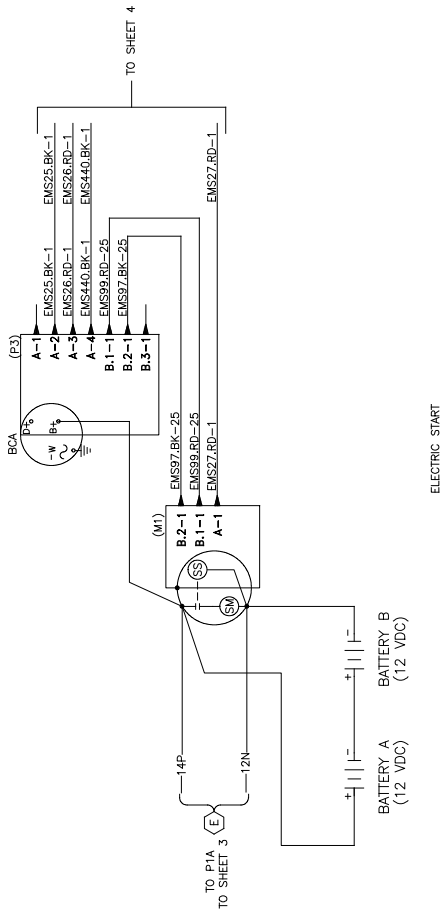 BCA
(P3)
D+
B+
-W
A-1
A-2
A-3
A-4
B.1-1
B.2-1
B.3-1
EMS25.BK-1
EMS26.RD-1
EMS440.BK-1
EMS99.RD-25
EMS97.BK-25
EMS25.BK-1
EMS26.RD-1
EMS440.BK-1
EMS27.RD-1
TO SHEET 4
(M1)
SS
SM
B.2-1
B.1-1
A-1
EMS97.BK-25
EMS99.RD-25
EMS27.RD-1
14P
12N
E
TO P1A
TO SHEET 3
+
-
BATTERY A
(12 VDC)
+
-
BATTERY B
(12 VDC)
ELECTRIC START